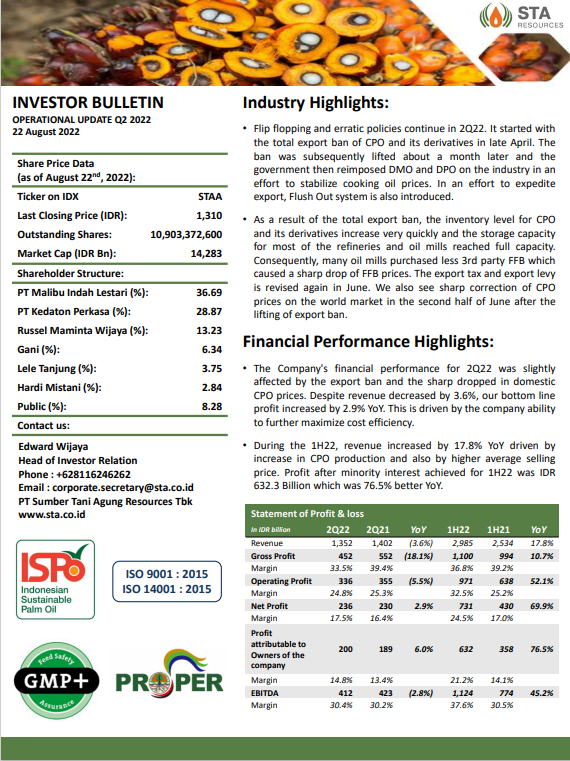 STA
RESOURCES
INVESTOR BULLETIN
OPERATIONAL UPDATE Q2 2022
22 August 2022
Share Price Data
(as of August 22nd, 2022):
Ticker on IDX STAA
Last Closing Price (IDR): 1,310
Outstanding Shares: 10,903,372,600
Market Cap (IDR Bn): 14,283
Shareholder Structure:
PT Malibu Indah Lestari (%): 36.69
PT Kedaton Perkasa (%): 28.87
Russel Maminta Wijaya (%): 13.23
Gani (%): 6.34
Lele Tanjung (%): 3.75
Hardi Mistani (%): 2.84
Public (%): 8.28
Contact us:
Edward Wijaya
Head of Investor Relation
Phone : +628116246262
Email : corporate.secretary@sta.co.id
PT Sumber Tani Agung Resources Tbk
www.sta.co.id
ISPO
Indonesian
Sustainable
Palm Oil
ISO 9001 : 2015
ISO 14001 : 2015
Feed Safety
GMP+
Assurance
PROPER
Industry Highlights:
• Flip flopping and erratic policies continue in 2Q22. It started with
the total export ban of CPO and its derivatives in late April. The
ban was subsequently lifted about a month later and the
government then reimposed DMO and DPO on the industry in an
effort to stabilize cooking oil prices. In an effort to expedite
export, Flush Out system is also introduced.
• As a result of the total export ban, the inventory level for CPO
and its derivatives increase very quickly and the storage capacity
for most of the refineries and oil mills reached full capacity.
Consequently, many oil mills purchased less 3rd party FFB which
caused a sharp drop of FFB prices. The export tax and export levy
is revised again in June. We also see sharp correction of CPO
prices on the world market in the second half of June after the
lifting of export ban.
Financial Performance Highlights:
• The Company's financial performance for 2Q22 was slightly
affected by the export ban and the sharp dropped in domestic
CPO prices. Despite revenue decreased by 3.6%, our bottom line
profit increased by 2.9% YoY. This is driven by the company ability
to further maximize cost efficiency.
• During the 1H22, revenue increased by 17.8% YoY driven by
increase in CPO production and also by higher average selling
price. Profit after minority interest achieved for 1H22 was IDR
632.3 Billion which was 76.5% better YoY.
Statement of Profit & loss
In IDR billion 2Q22 2Q21 YoY 1H22 1H21 YoY
Revenue 1,352 1,402 (3.6%) 2,985 2,534 17.8%
Gross Profit 452 552 (18.1%) 1,100 994 10.7%
Margin 33.5% 39.4% 36.8% 39.2%
Operating Profit 336 355 (5.5%) 971 638 52.1%
Margin 24.8% 25.3% 32.5% 25.2%
Net Profit 236 230 2.9% 731 430 69.9%
Margin 17.5% 16.4% 24.5% 17.0%
Profit
attributable to
Owners of the
company 200 189 6.0% 632 358 76.5%
Margin 14.8% 13.4% 21.2% 14.1%
EBITDA 412 423 (2.8%) 1,124 774 45.2%
Margin 30.4% 30.2% 37.6% 30.5%